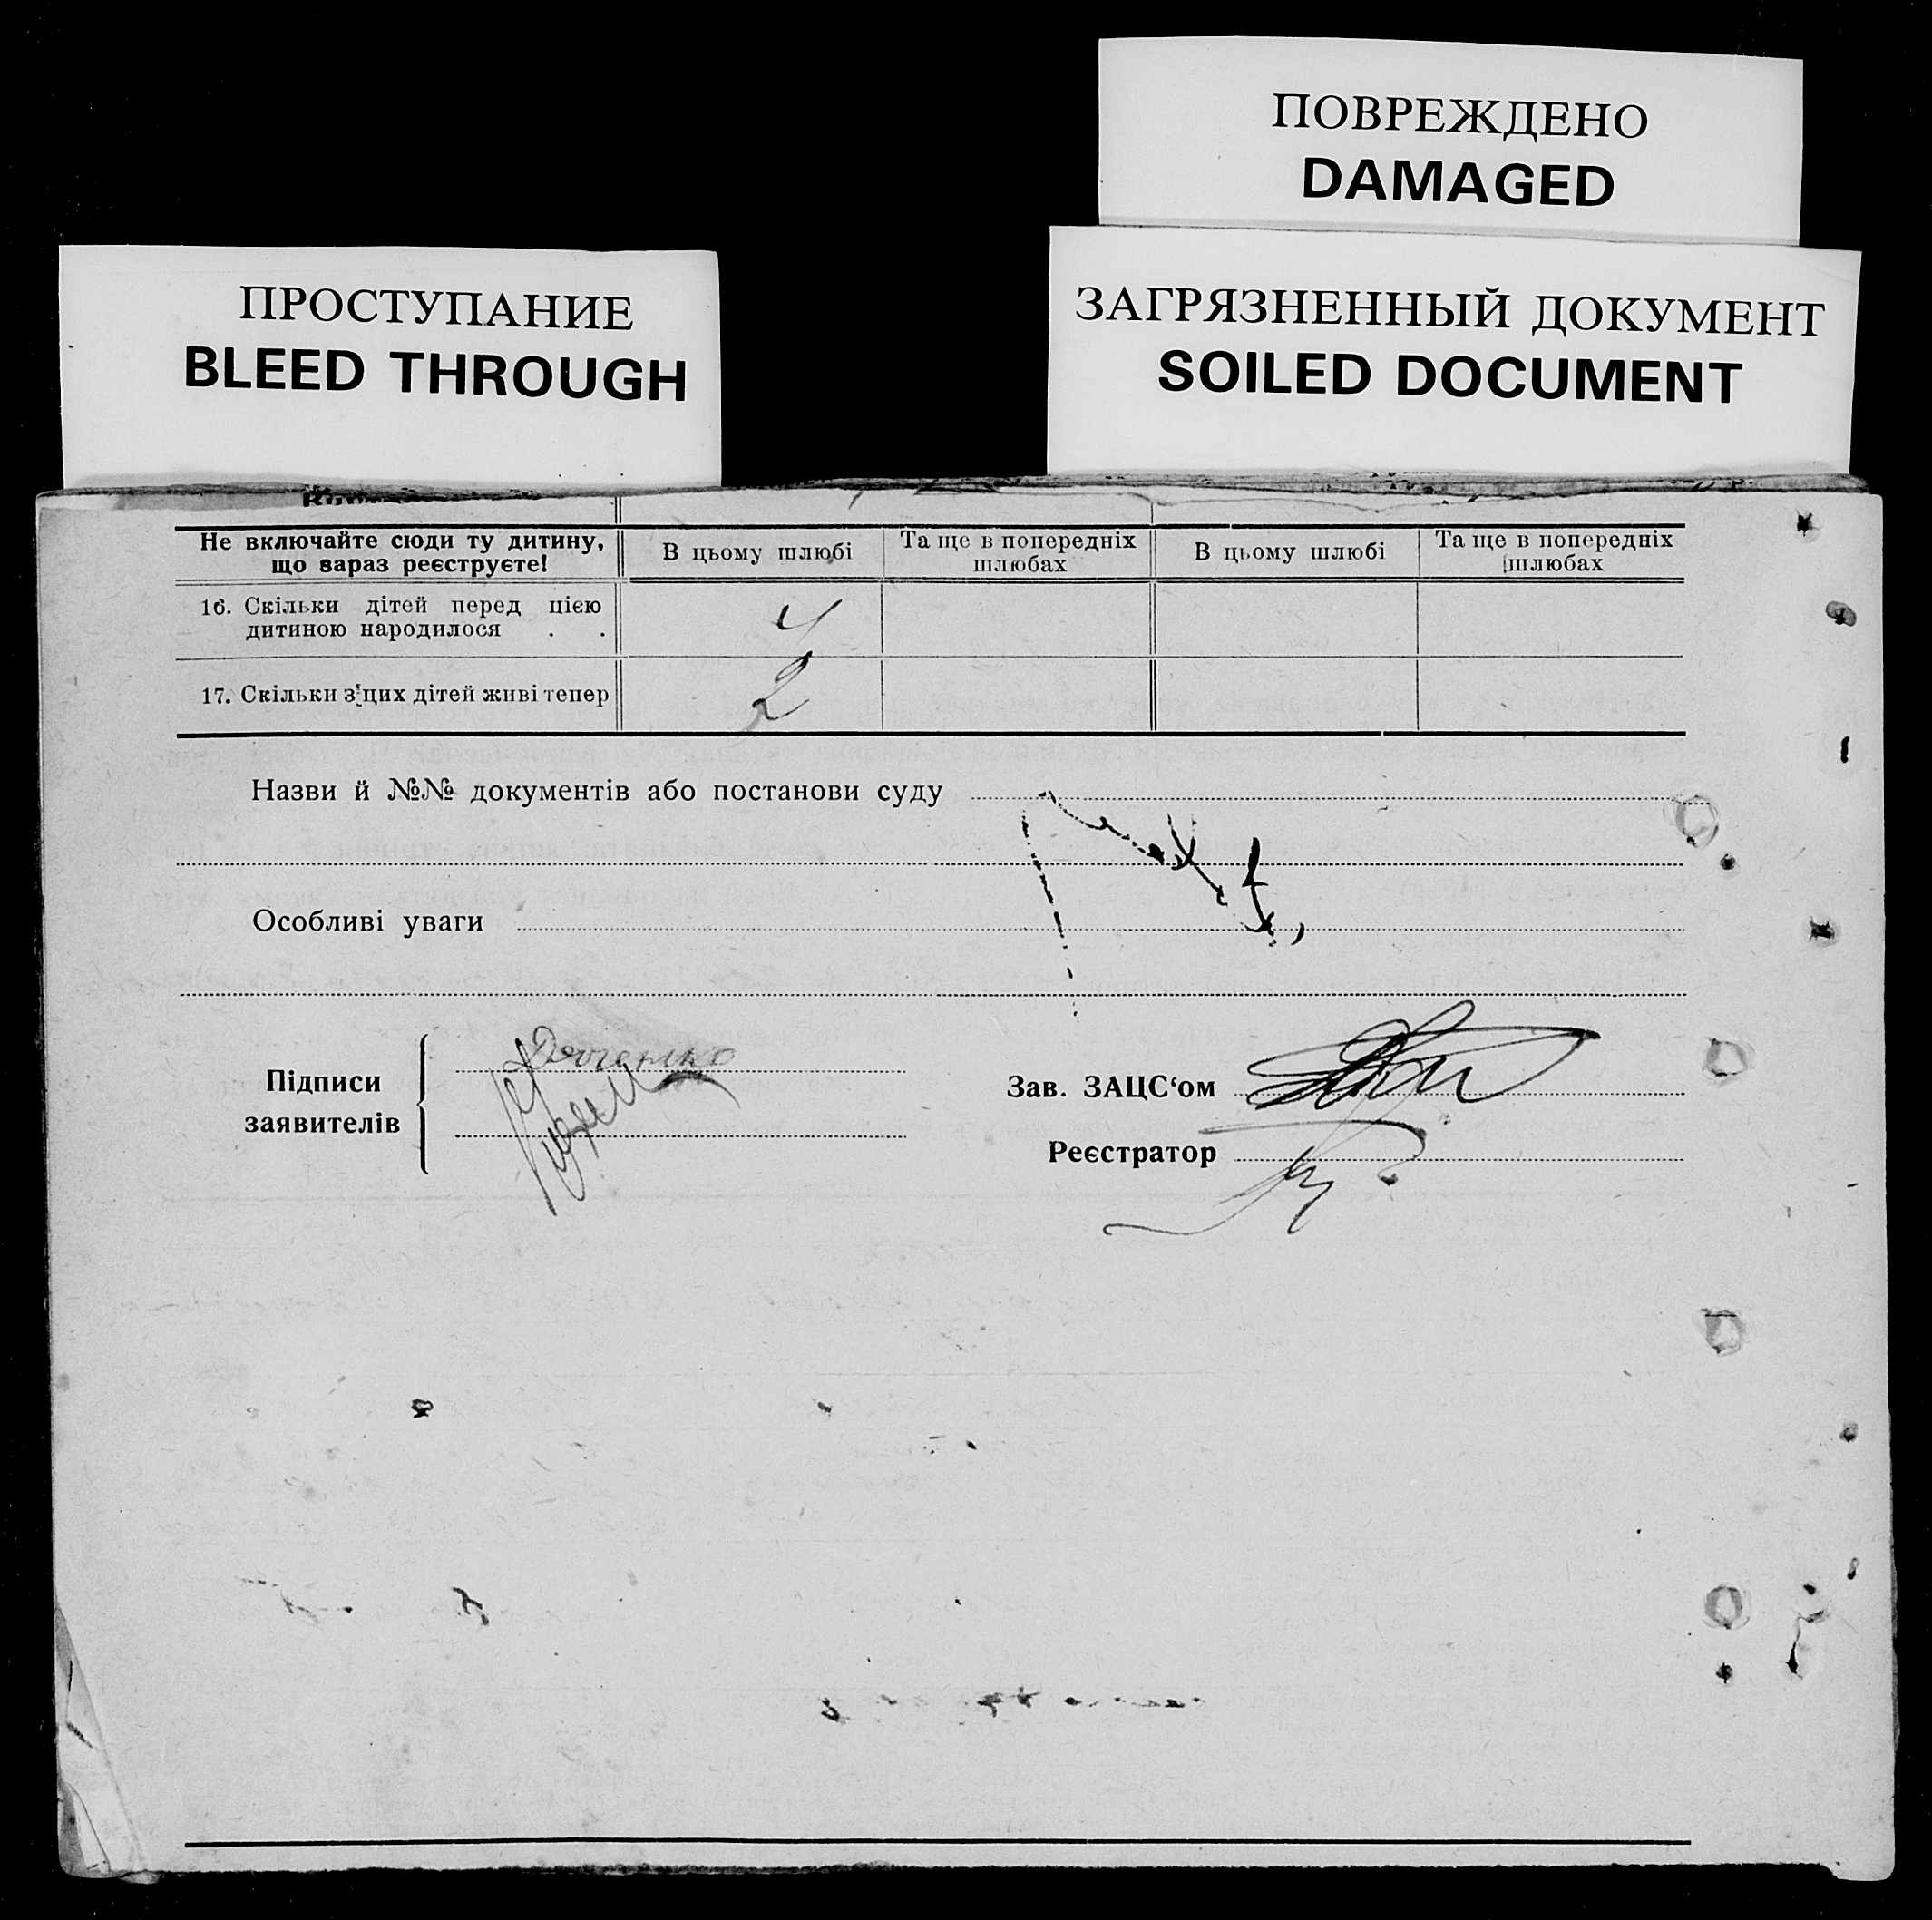 ПОВРЕЖДЕНО
DAMAGED
ПРОСТУПАНИЕ
BLEED THROUGH
ЗАГРЯЗНЕННЫЙ ДОКУМЕНТ
SOILED DOCUMENT
Не включайте сюди ту дитину, що зараз реєструєте!
В цьому шлюбі
Та ще в попередніх шлюбах
В цьому шлюбі
Та ще в попередніх шлюбах
16. Скільки дітей перед цією дитиною народилося . . 4
17. Скільки з'цих дітей живі тепер 2
Назви й №№ документів або постанови суду
Особливі уваги
Підписи заявителів
Зав. ЗАЦС‘ом
Реєстратор